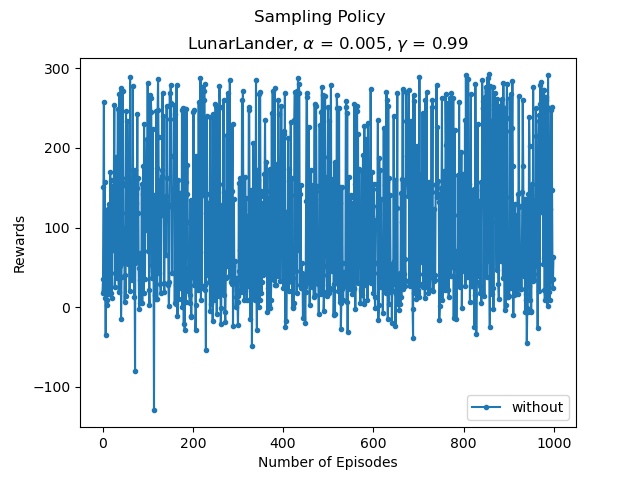 Sampling Policy
LunarLander, α = 0.005, γ = 0.99
Rewards
300
200
100
0
−100
0 200 400 600 800 1000
Number of Episodes
without